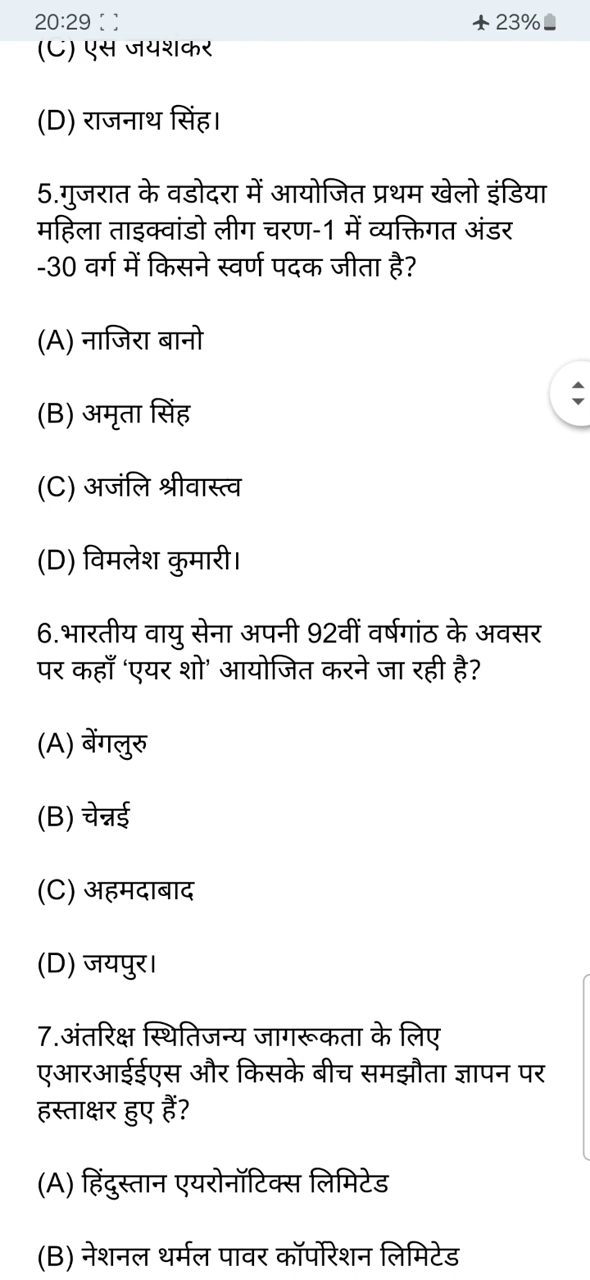 20:29
23%
(C) एस जयशंकर
(D) राजनाथ सिंह।
5.गुजरात के वडोदरा में आयोजित प्रथम खेलो इंडिया
महिला ताइक्वांडो लीग चरण-1 में व्यक्तिगत अंडर
-30 वर्ग में किसने स्वर्ण पदक जीता है?
(A) नाजिरा बानो
(B) अमृता सिंह
(C) अजंलि श्रीवास्त्व
(D) विमलेश कुमारी।
6.भारतीय वायु सेना अपनी 92वीं वर्षगांठ के अवसर
पर कहाँ ‘एयर शो’ आयोजित करने जा रही है?
(A) बेंगलुरु
(B) चेन्नई
(C) अहमदाबाद
(D) जयपुर।
7.अंतरिक्ष स्थितिजन्य जागरूकता के लिए
एआरआईईएस और किसके बीच समझौता ज्ञापन पर
हस्ताक्षर हुए हैं?
(A) हिंदुस्तान एयरोनॉटिक्स लिमिटेड
(B) नेशनल थर्मल पावर कॉर्पोरेशन लिमिटेड